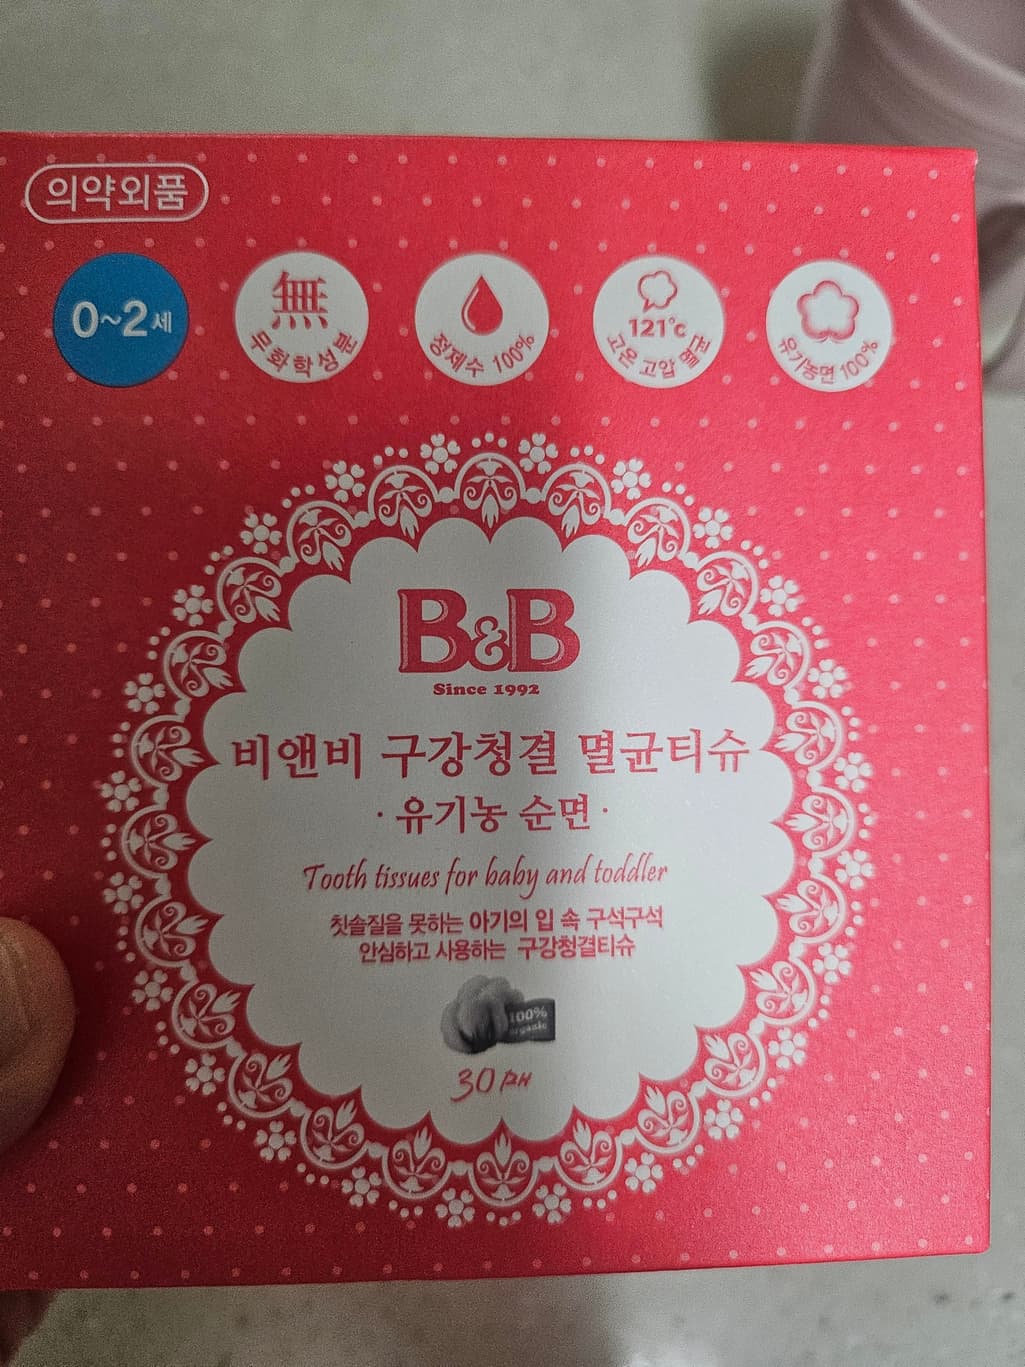 의약외품
0~2세
無
무화학성분
정제수 100%
121℃
고온 고압 멸균
유기농면 100%
B&B
Since 1992
비앤비 구강청결 멸균티슈
· 유기농 순면 ·
Tooth tissues for baby and toddler
칫솔질을 못하는 아기의 입 속 구석구석
안심하고 사용하는 구강청결티슈
100%
organic
30매